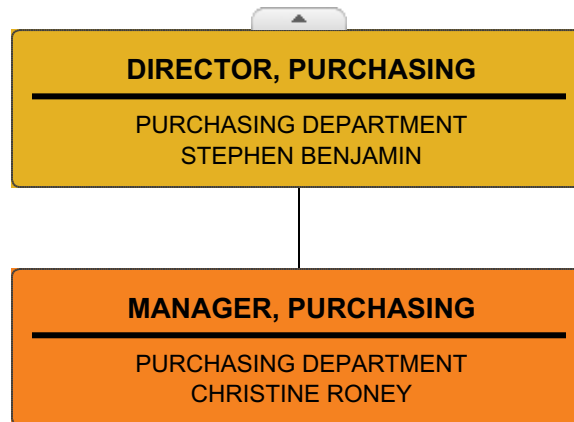 DIRECTOR, PURCHASING
PURCHASING DEPARTMENT
STEPHEN BENJAMIN
MANAGER, PURCHASING
PURCHASING DEPARTMENT
CHRISTINE RONEY